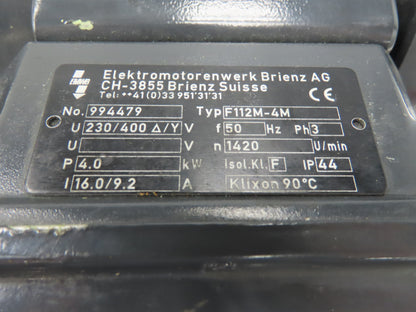 Elektromotorenwerk Brienz AG
CH-3855 Brienz Suisse
Tel: ++41(0)33 951'31'31
CE
No. 994479 Typ F112M-4M
U 230/400 Δ/Y V f 50 Hz Ph 3
U V n 1420 U/min
P 4.0 kW Isol.Kl. F IP 44
I 16.0/9.2 A Klixon 90°C